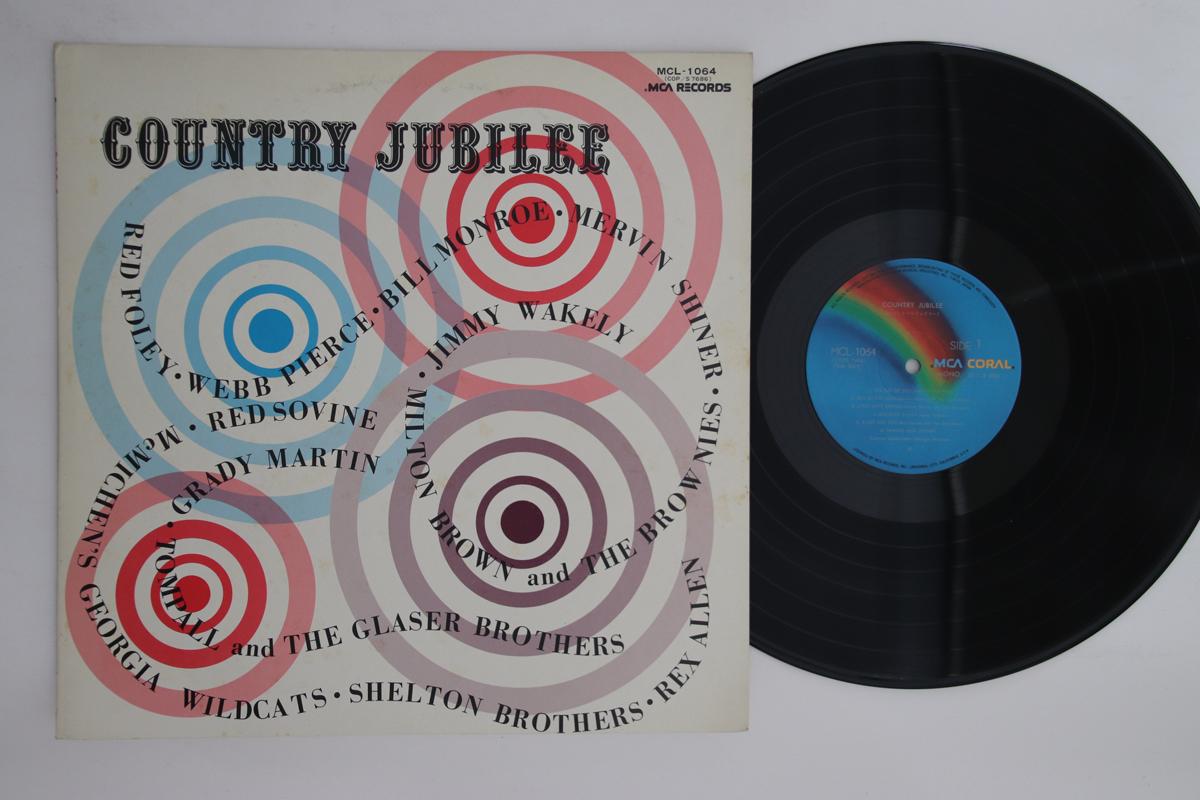 MCL-1064
(COP/S 7686)
.MCA RECORDS
COUNTRY JUBILEE
RED FOLEY • WEBB PIERCE • BILL MONROE • MERVIN SHINER •
MILTON BROWN and THE BROWNIES •
• JIMMY WAKELY
• RED SOVINE
McMICHEN'S GEORGIA WILDCATS • SHELTON BROTHERS • REX ALLEN
• GRADY MARTIN
• TOMPALL and THE GLASER BROTHERS
COUNTRY JUBILEE
SIDE 1
MCL-1064
.MCA CORAL.
MONO